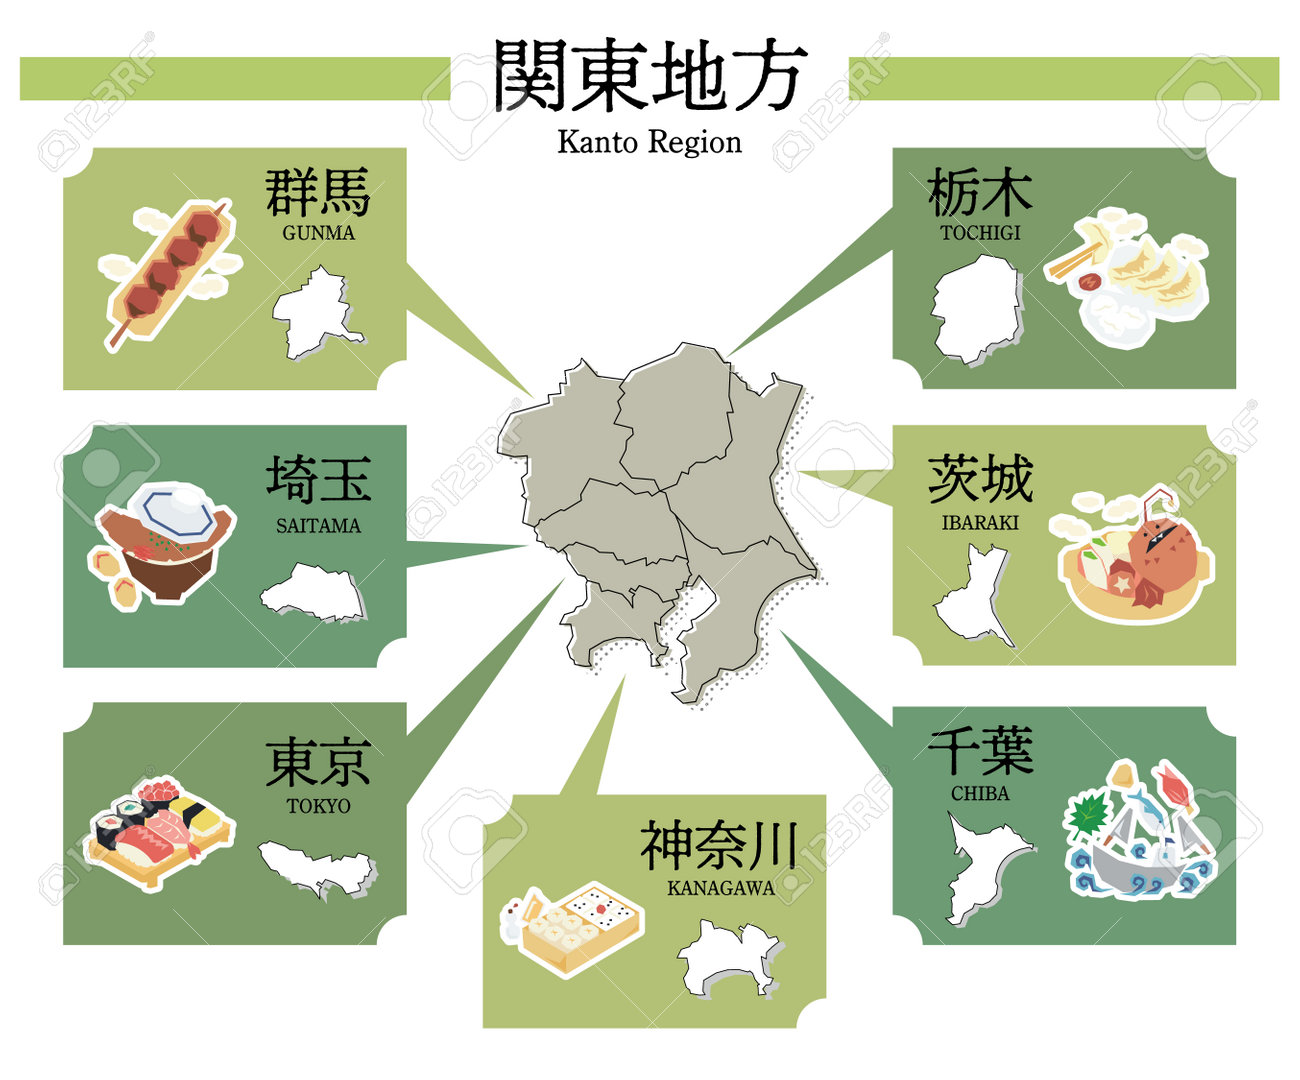 関東地方
Kanto Region
群馬
GUNMA
栃木
TOCHIGI
埼玉
SAITAMA
茨城
IBARAKI
東京
TOKYO
神奈川
KANAGAWA
千葉
CHIBA
123RF